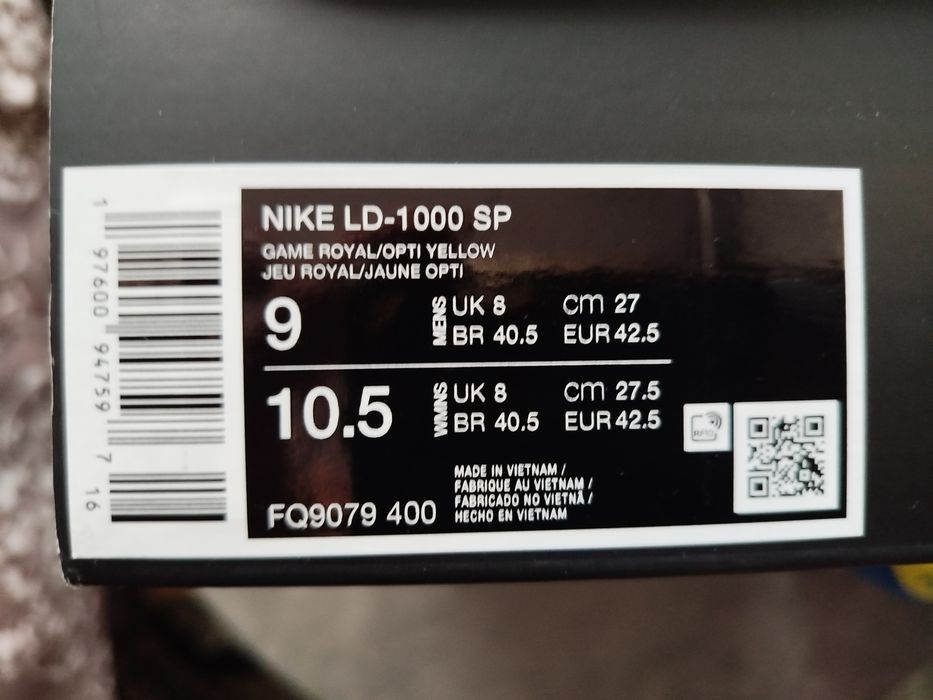 NIKE LD-1000 SP
GAME ROYAL/OPTI YELLOW
JEU ROYAL/JAUNE OPTI
9
MENS
UK 8 cm 27
BR 40.5 EUR 42.5
10.5
WMNS
UK 8 cm 27.5
BR 40.5 EUR 42.5
RFID
MADE IN VIETNAM /
FABRIQUE AU VIETNAM /
FABRICADO NO VIETNÃ /
HECHO EN VIETNAM
FQ9079 400
1 97600 94759 7 16